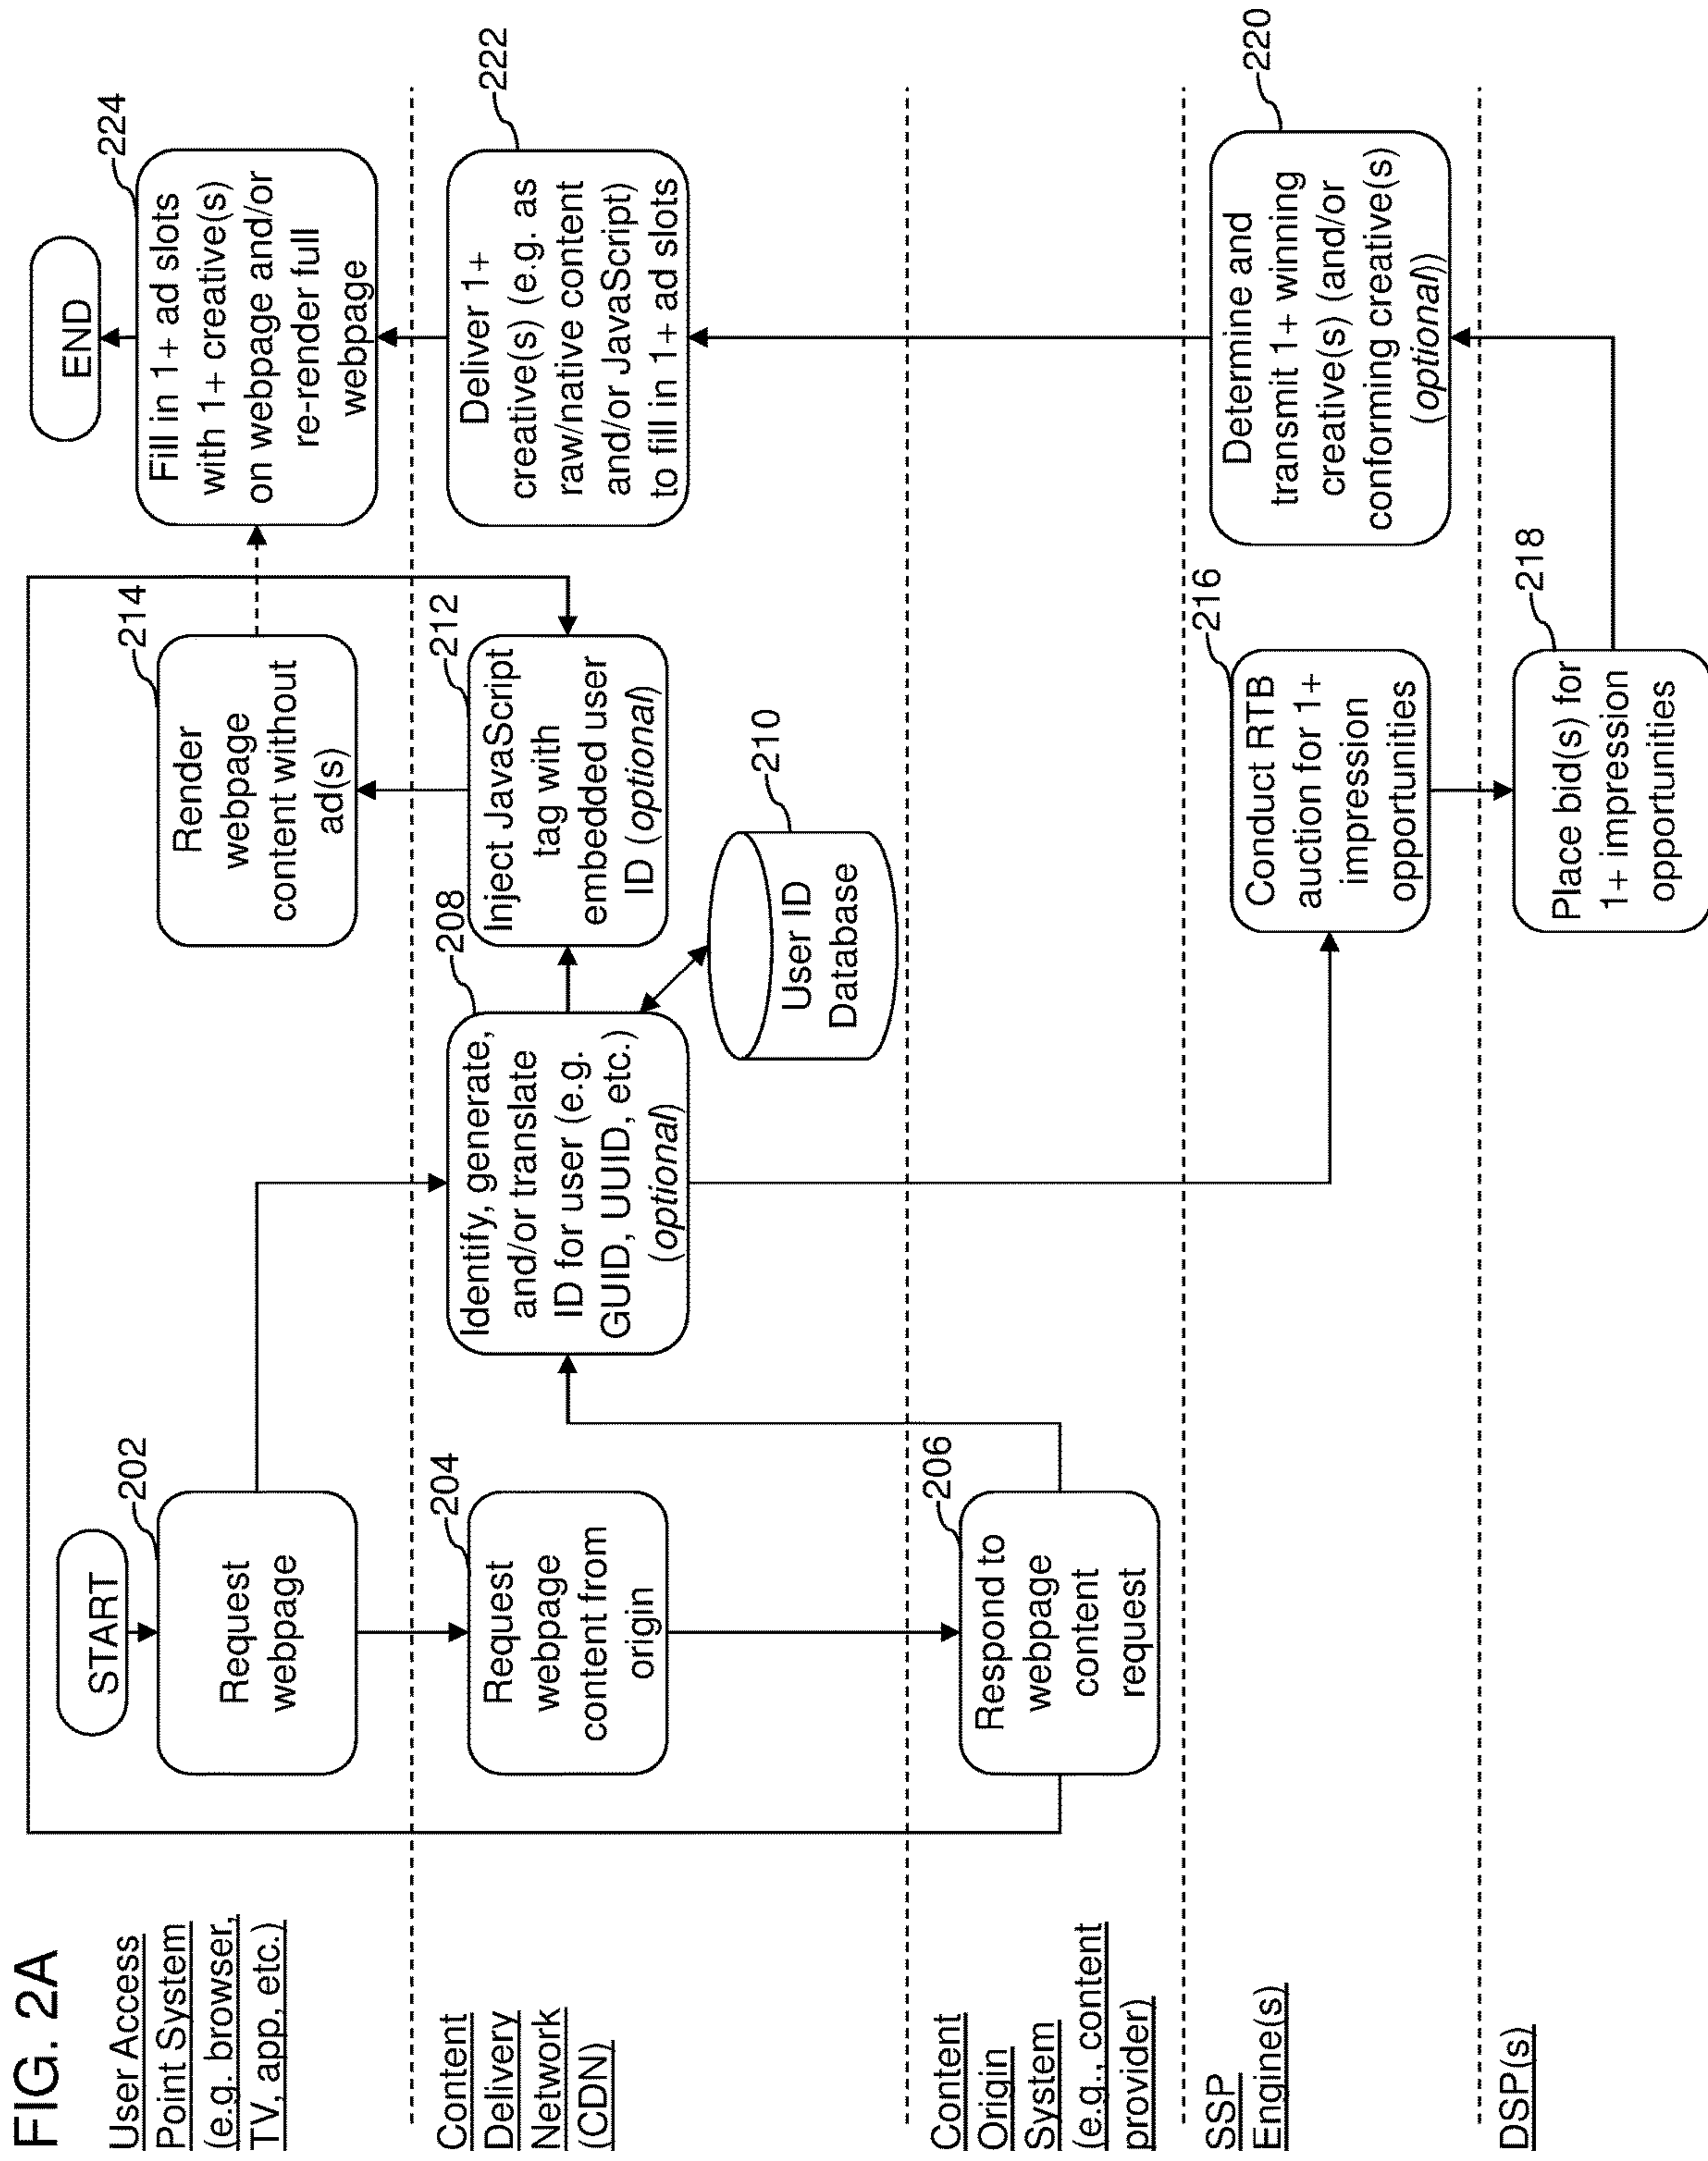 FIG. 2A
User Access
Point System
(e.g. browser,
TV, app, etc.)
START
202
Request
webpage
214
Render
webpage
content without
ad(s)
END
224
Fill in 1+ ad slots
with 1+ creative(s)
on webpage and/or
re-render full
webpage
Content
Delivery
Network
(CDN)
204
Request
webpage
content from
origin
208
Identify, generate,
and/or translate
ID for user (e.g.
GUID, UUID, etc.)
(optional)
210
User ID
Database
212
Inject JavaScript
tag with
embedded user
ID (optional)
222
Deliver 1+
creative(s) (e.g. as
raw/native content
and/or JavaScript)
to fill in 1+ ad slots
Content
Origin
System
(e.g., content
provider)
206
Respond to
webpage
content
request
SSP
Engine(s)
216
Conduct RTB
auction for 1+
impression
opportunities
220
Determine and
transmit 1+ winning
creative(s) (and/or
conforming creative(s)
(optional))
DSP(s)
218
Place bid(s) for
1+ impression
opportunities